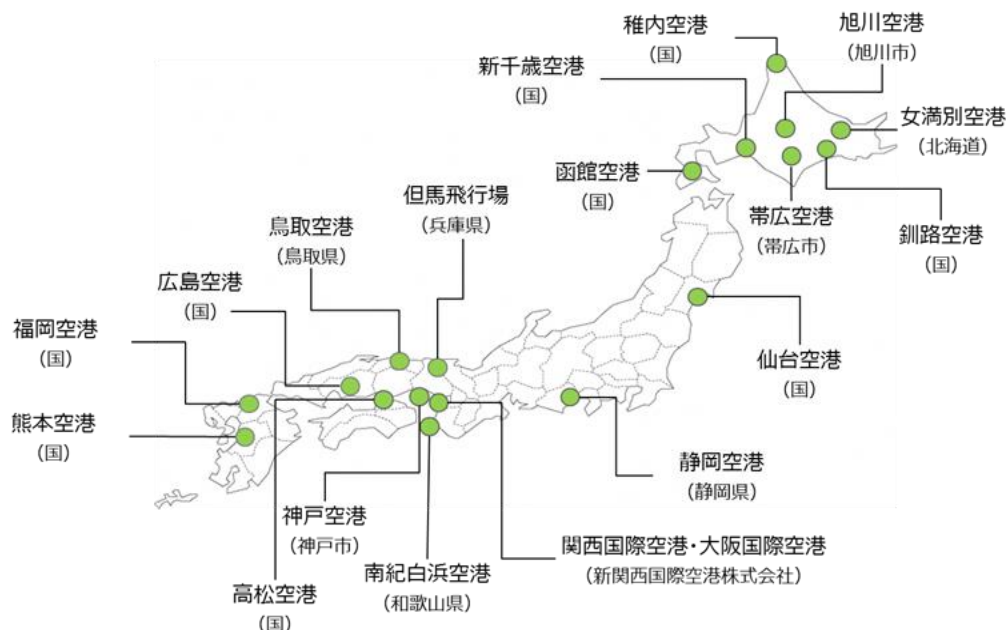 稚内空港
(国)
旭川空港
(旭川市)
新千歳空港
(国)
女満別空港
(北海道)
函館空港
(国)
但馬飛行場
(兵庫県)
帯広空港
(帯広市)
釧路空港
(国)
鳥取空港
(鳥取県)
広島空港
(国)
福岡空港
(国)
仙台空港
(国)
熊本空港
(国)
静岡空港
(静岡県)
神戸空港
(神戸市)
関西国際空港・大阪国際空港
(新関西国際空港株式会社)
南紀白浜空港
(和歌山県)
高松空港
(国)